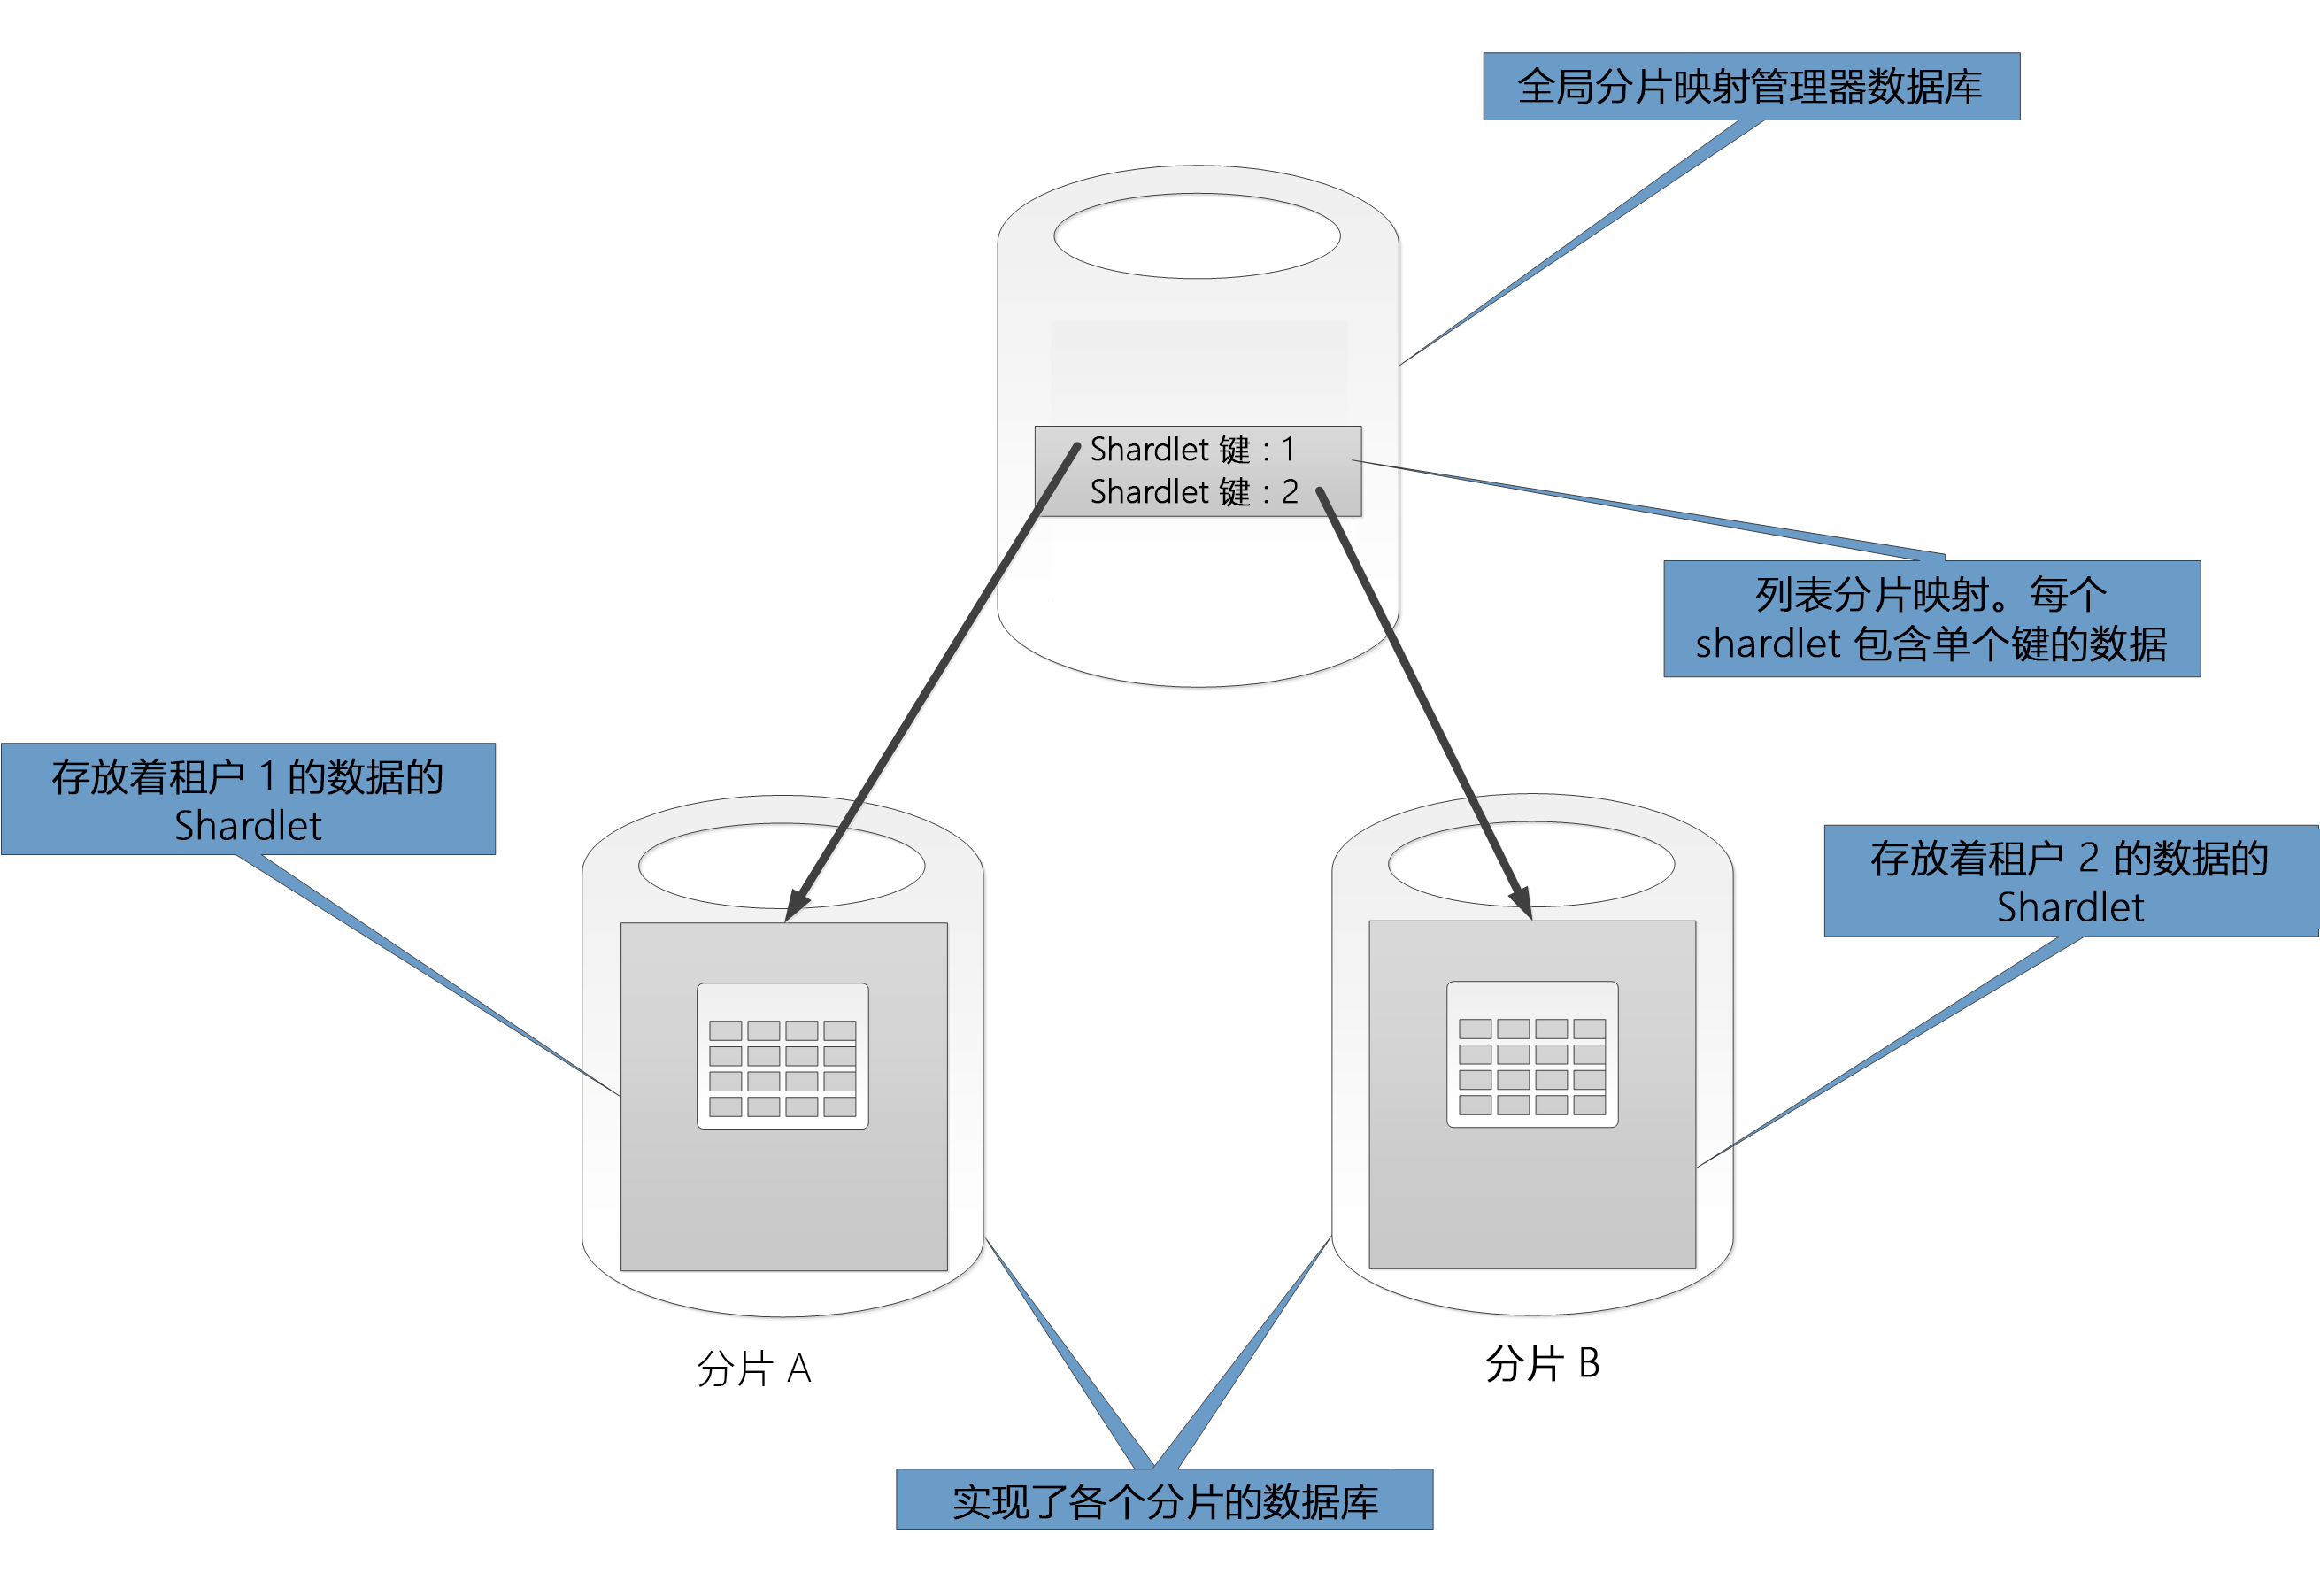 全局分片映射管理器数据库
Shardlet 键：1
Shardlet 键：2
列表分片映射。每个
shardlet 包含单个键的数据
存放着租户 1 的数据的
Shardlet
存放着租户 2 的数据的
Shardlet
分片 A
分片 B
实现了各个分片的数据库